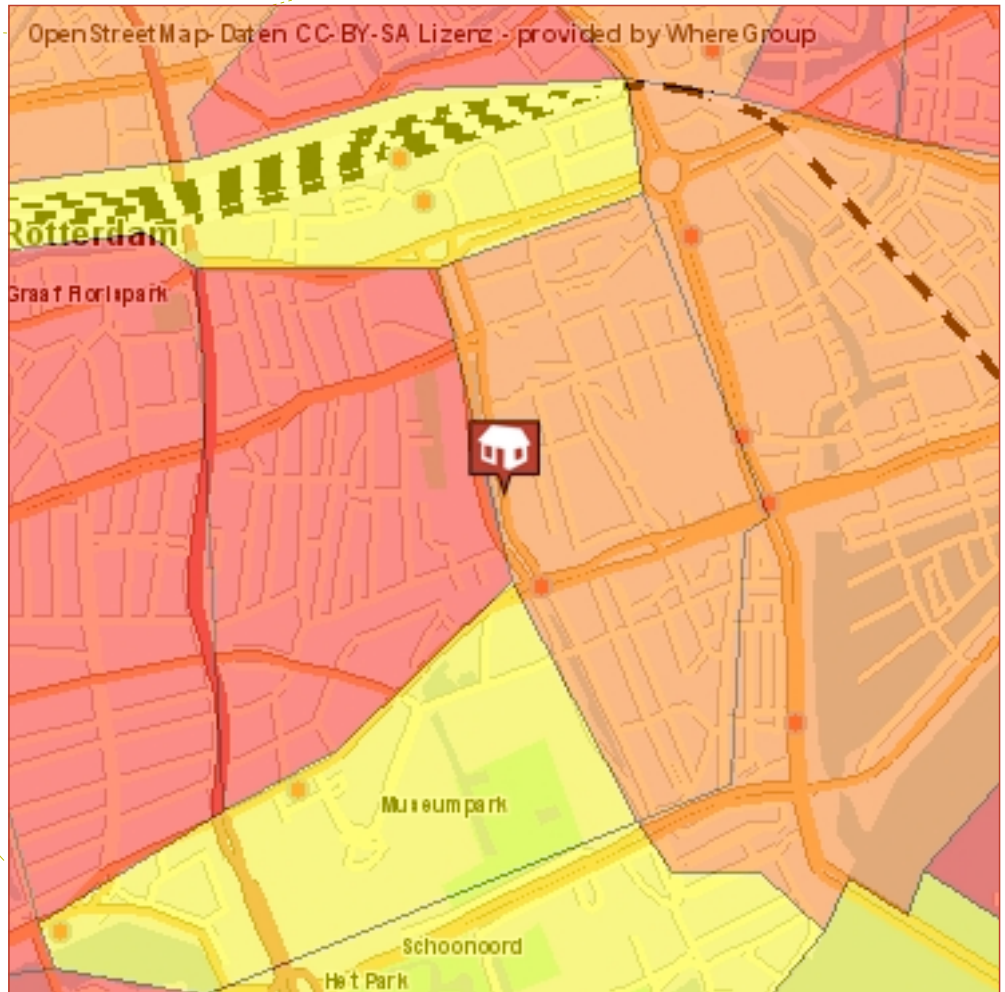 OpenStreetMap-Daten CC-BY-SA Lizenz - provided by WhereGroup
Rotterdam
Graaf Florispark
Museumpark
Schoonoord
Het Park